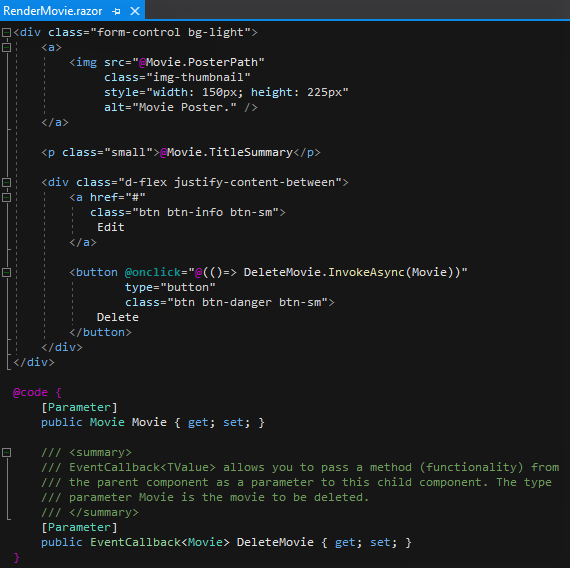 RenderMovie.razor
<div class="form-control bg-light">
    <a>
        <img src="@Movie.PosterPath"
             class="img-thumbnail"
             style="width: 150px; height: 225px"
             alt="Movie Poster." />
    </a>

    <p class="small">@Movie.TitleSummary</p>

    <div class="d-flex justify-content-between">
        <a href="#"
           class="btn btn-info btn-sm">
            Edit
        </a>

        <button @onclick="@(()=> DeleteMovie.InvokeAsync(Movie))"
                type="button"
                class="btn btn-danger btn-sm">
            Delete
        </button>
    </div>
</div>

@code {
    [Parameter]
    public Movie Movie { get; set; }

    /// <summary>
    /// EventCallback<TValue> allows you to pass a method (functionality) from
    /// the parent component as a parameter to this child component. The type
    /// parameter Movie is the movie to be deleted.
    /// </summary>
    [Parameter]
    public EventCallback<Movie> DeleteMovie { get; set; }
}